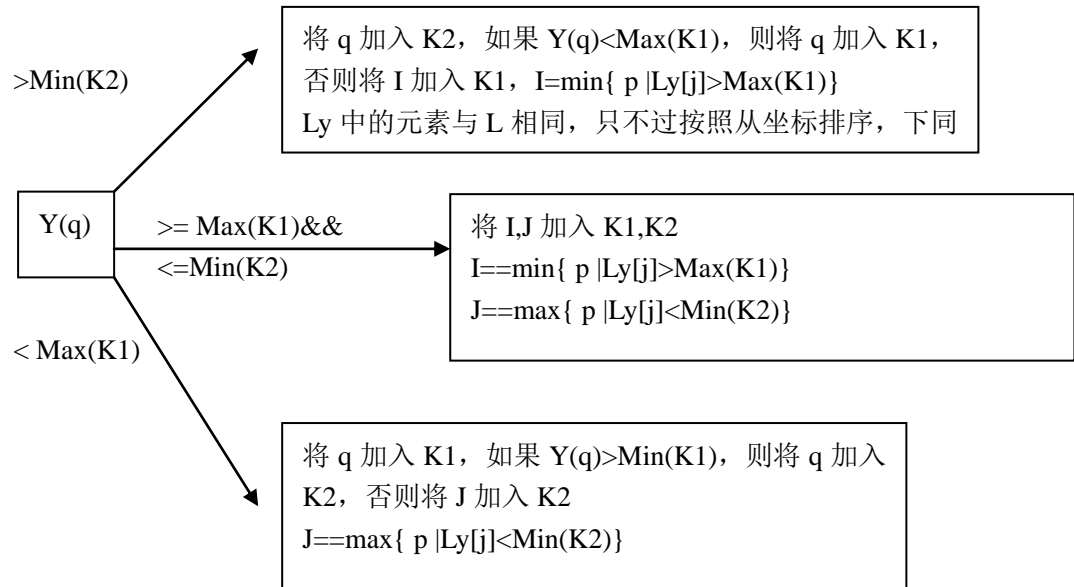 将 q 加入 K2，如果 Y(q)<Max(K1)，则将 q 加入 K1，
否则将 I 加入 K1，I=min{ p |Ly[j]>Max(K1)}
Ly 中的元素与 L 相同，只不过按照从坐标排序，下同
>Min(K2)
Y(q)
>= Max(K1)&&
<=Min(K2)
将 I,J 加入 K1,K2
I==min{ p |Ly[j]>Max(K1)}
J==max{ p |Ly[j]<Min(K2)}
< Max(K1)
将 q 加入 K1，如果 Y(q)>Min(K1)，则将 q 加入
K2，否则将 J 加入 K2
J==max{ p |Ly[j]<Min(K2)}